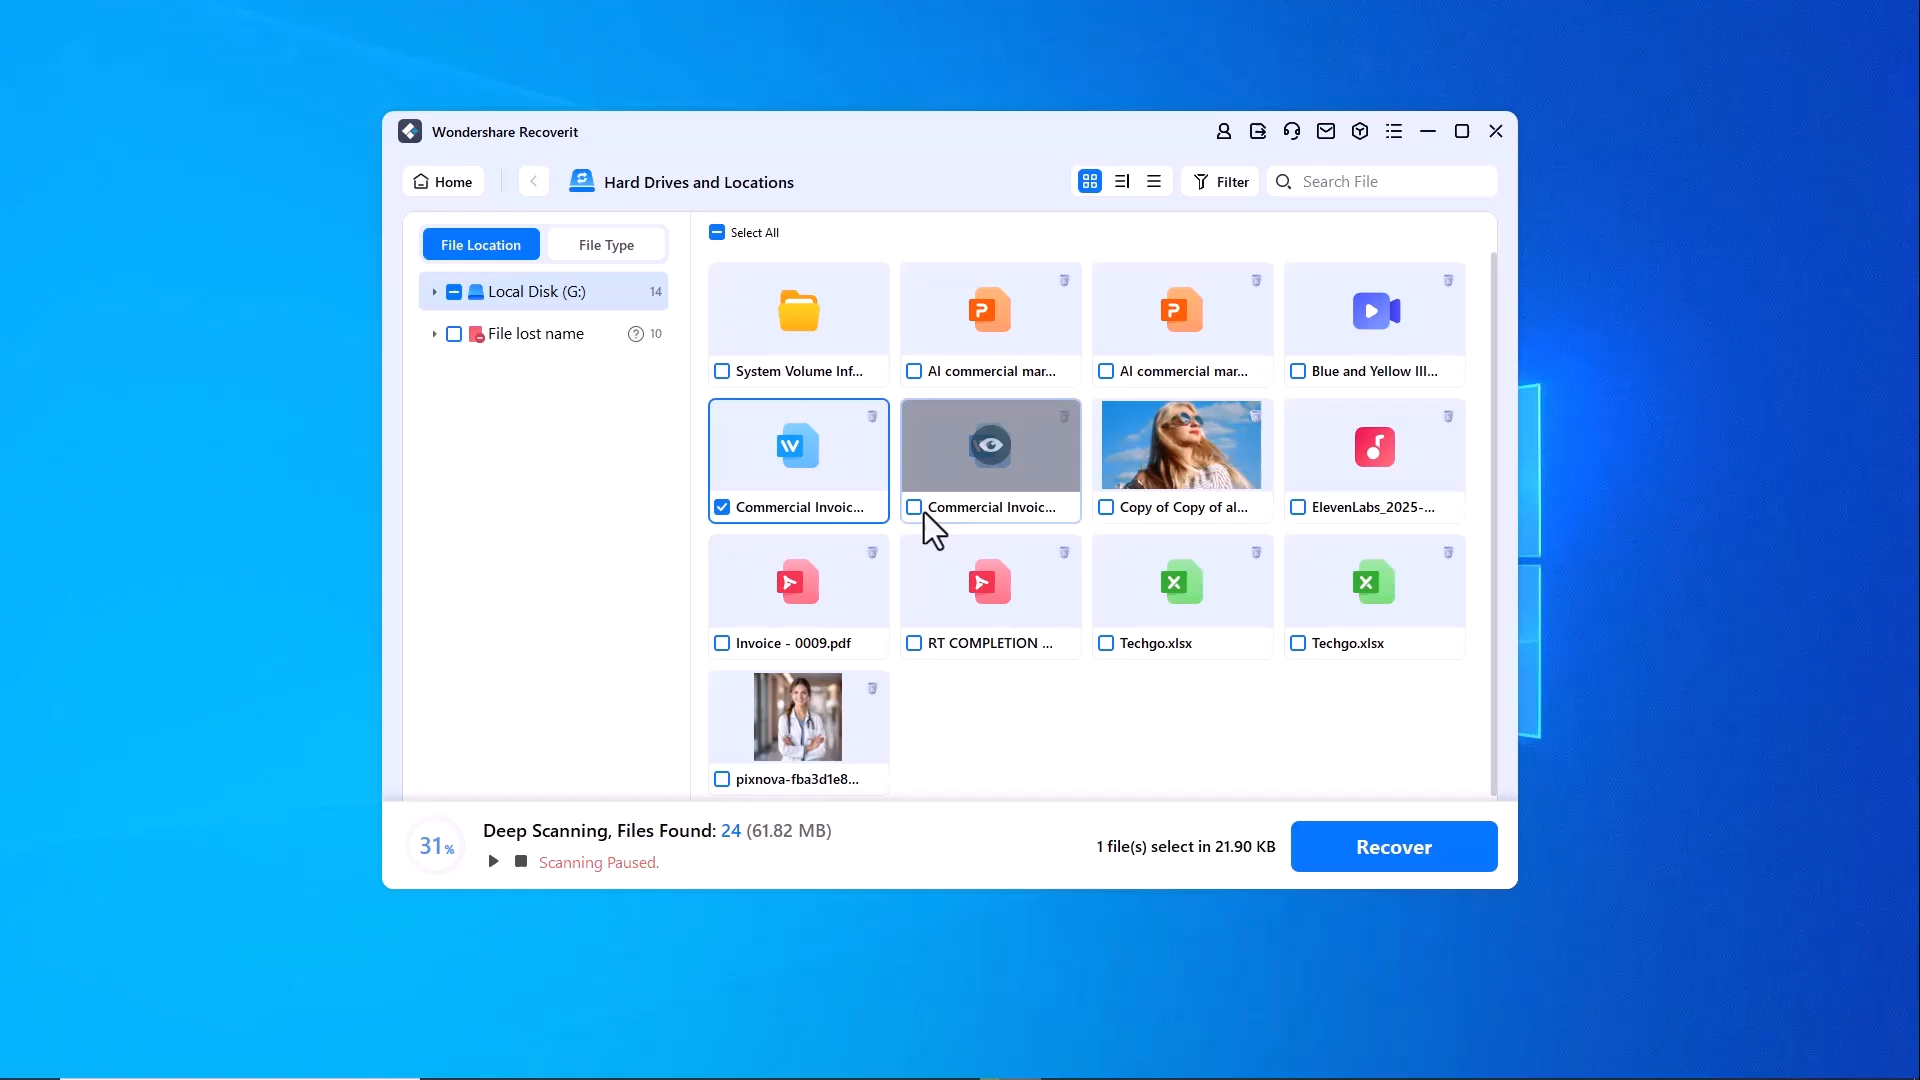 Wondershare Recoverit
Home
Hard Drives and Locations
Filter
Search File
File Location
File Type
Select All
Local Disk (G:)
14
File lost name
10
System Volume Inf...
AI commercial mar...
AI commercial mar...
Blue and Yellow Ill...
Commercial Invoic...
Commercial Invoic...
Copy of Copy of al...
ElevenLabs_2025-...
Invoice - 0009.pdf
RT COMPLETION ...
Techgo.xlsx
Techgo.xlsx
pixnova-fba3d1e8...
31%
Deep Scanning, Files Found: 24 (61.82 MB)
Scanning Paused.
1 file(s) select in 21.90 KB
Recover